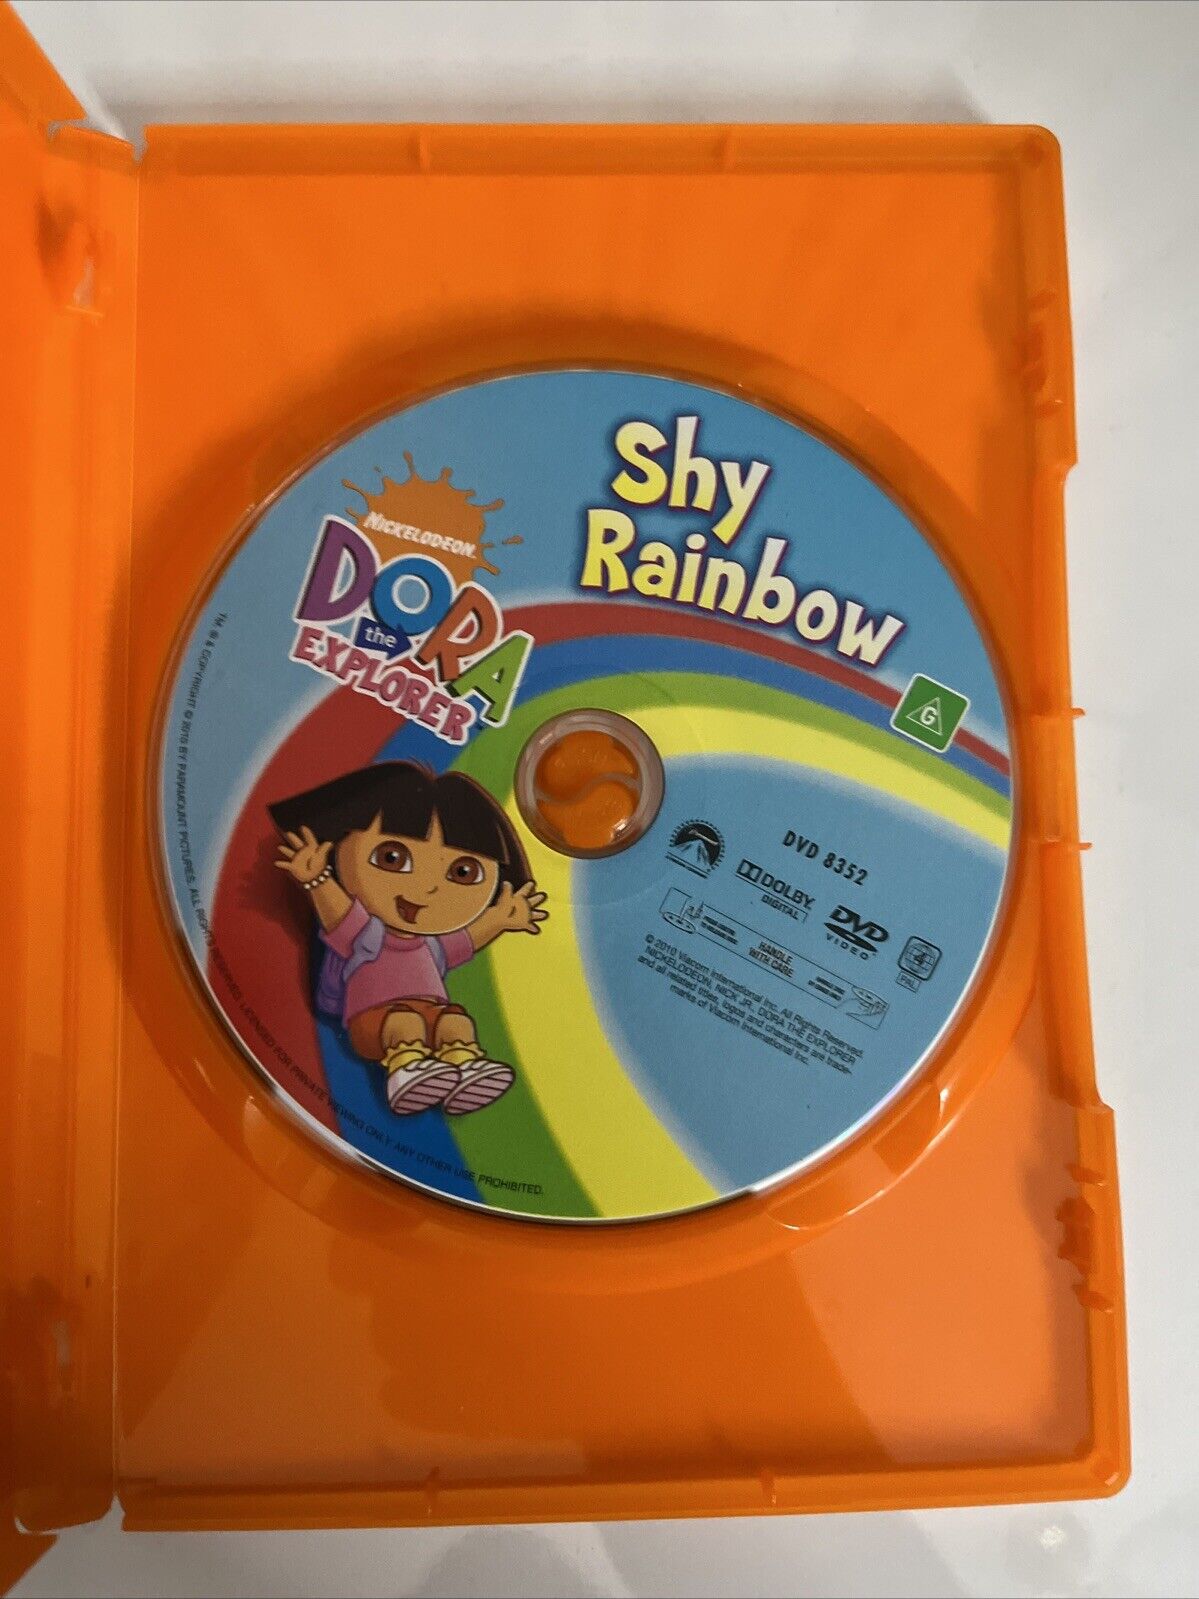 Shy
Rainbow
NICKELODEON
DORA
the
EXPLORER
G
DVD 8352
DOLBY
DIGITAL
DVD
VIDEO
4
PAL
HANDLE
WITH CARE
© 2010 Viacom International Inc. All Rights Reserved.
NICKELODEON, NICK JR., DORA THE EXPLORER
and all related titles, logos and characters are trade-
marks of Viacom International Inc.
TM, ® & COPYRIGHT © 2010 BY PARAMOUNT PICTURES. ALL RIGHTS RESERVED. LICENSED FOR PRIVATE VIEWING ONLY. ANY OTHER USE PROHIBITED.